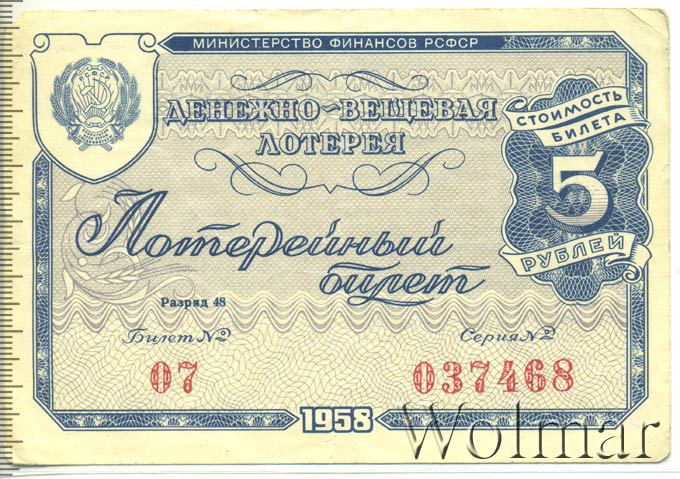 МИНИСТЕРСТВО ФИНАНСОВ РСФСР
РСФСР
ДЕНЕЖНО-ВЕЩЕВАЯ
ЛОТЕРЕЯ
СТОИМОСТЬ
БИЛЕТА
5
РУБЛЕЙ
Лотерейный
билет
Разряд 48
Билет №
07
Серия №
037468
1958
Wolmar